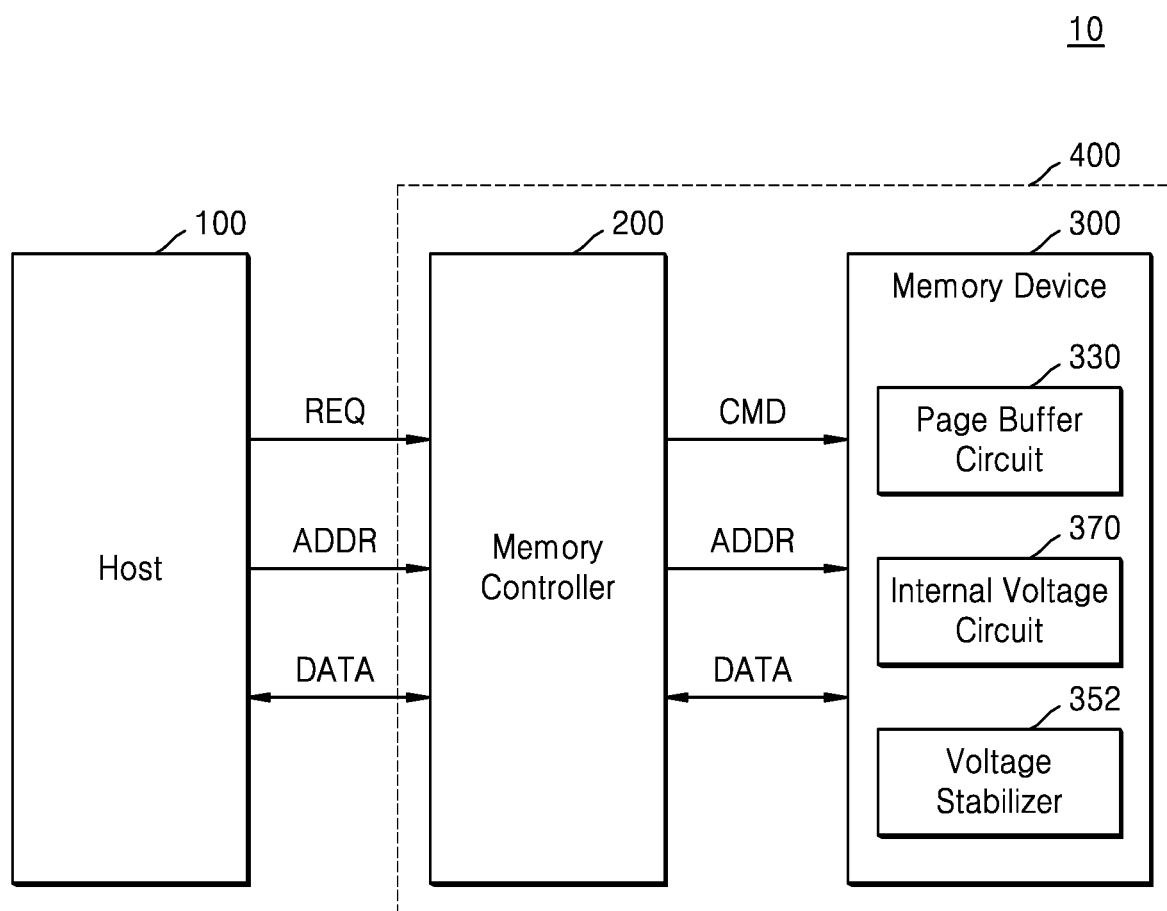 10
400
100
200
300
Memory Device
330
REQ
CMD
Page Buffer
Circuit
370
ADDR
ADDR
Host
Memory
Controller
Internal Voltage
Circuit
DATA
DATA
352
Voltage
Stabilizer